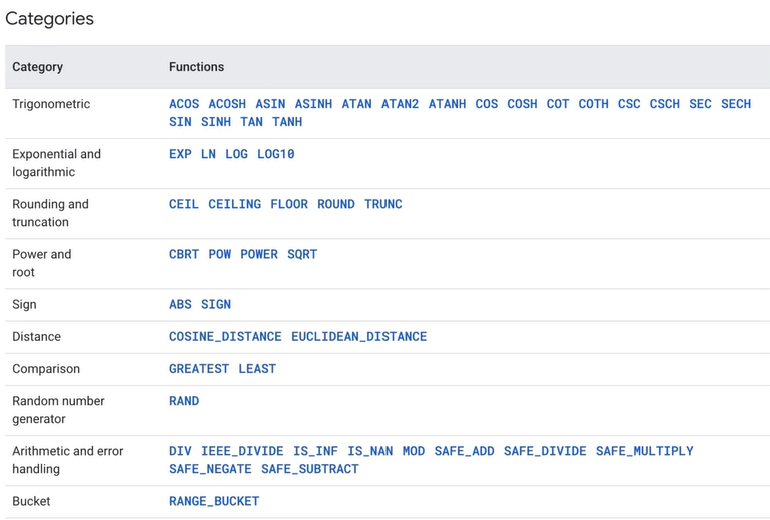 Categories
Category Functions
Trigonometric ACOS ACOSH ASIN ASINH ATAN ATAN2 ATANH COS COSH COT COTH CSC CSCH SEC SECH
SIN SINH TAN TANH
Exponential and EXP LN LOG LOG10
logarithmic
Rounding and CEIL CEILING FLOOR ROUND TRUNC
truncation
Power and CBRT POW POWER SQRT
root
Sign ABS SIGN
Distance COSINE_DISTANCE EUCLIDEAN_DISTANCE
Comparison GREATEST LEAST
Random number RAND
generator
Arithmetic and error DIV IEEE_DIVIDE IS_INF IS_NAN MOD SAFE_ADD SAFE_DIVIDE SAFE_MULTIPLY
handling SAFE_NEGATE SAFE_SUBTRACT
Bucket RANGE_BUCKET